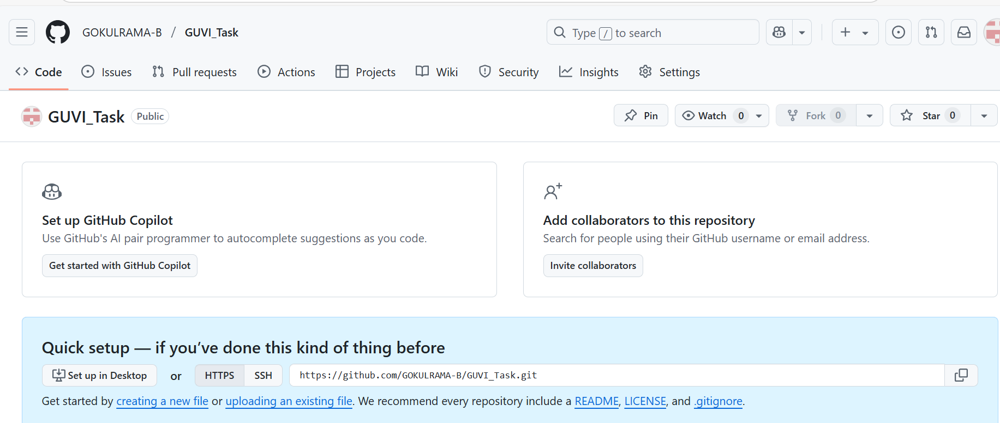 GOKULRAMA-B / GUVI_Task
Type / to search
Code Issues Pull requests Actions Projects Wiki Security Insights Settings
GUVI_Task Public
Pin Watch 0 Fork 0 Star 0
Set up GitHub Copilot
Use GitHub's AI pair programmer to autocomplete suggestions as you code.
Get started with GitHub Copilot
Add collaborators to this repository
Search for people using their GitHub username or email address.
Invite collaborators
Quick setup — if you’ve done this kind of thing before
Set up in Desktop or HTTPS SSH https://github.com/GOKULRAMA-B/GUVI_Task.git
Get started by creating a new file or uploading an existing file. We recommend every repository include a README, LICENSE, and .gitignore.